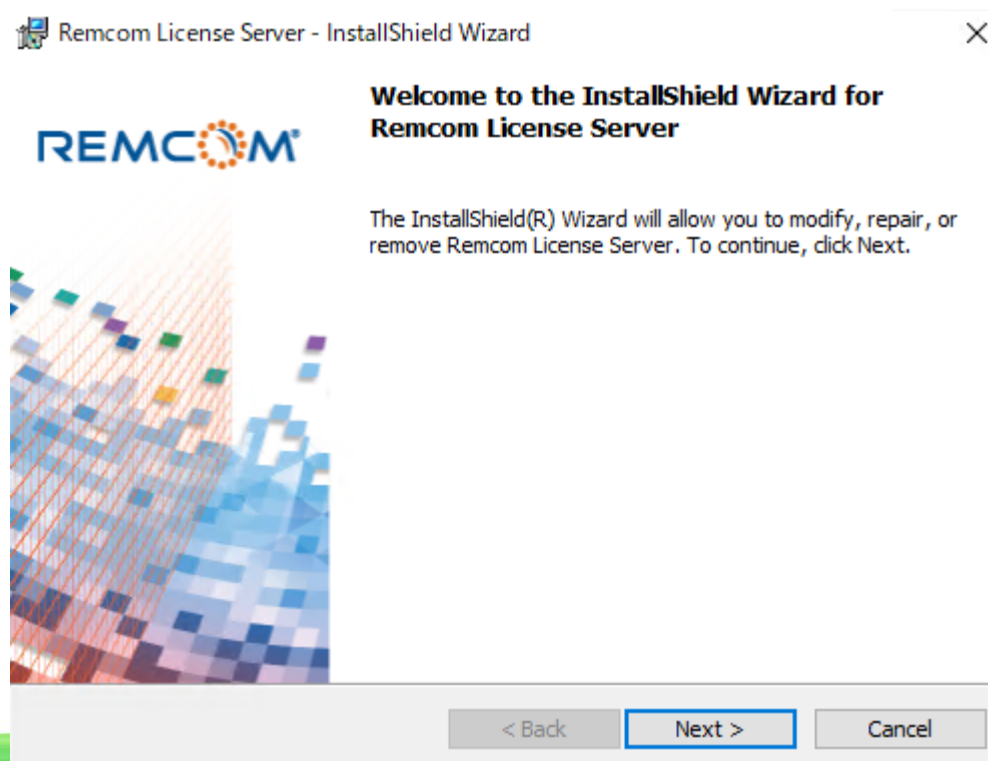 Remcom License Server - InstallShield Wizard
Welcome to the InstallShield Wizard for
Remcom License Server
REMCOM®
The InstallShield(R) Wizard will allow you to modify, repair, or
remove Remcom License Server. To continue, click Next.
< Back
Next >
Cancel